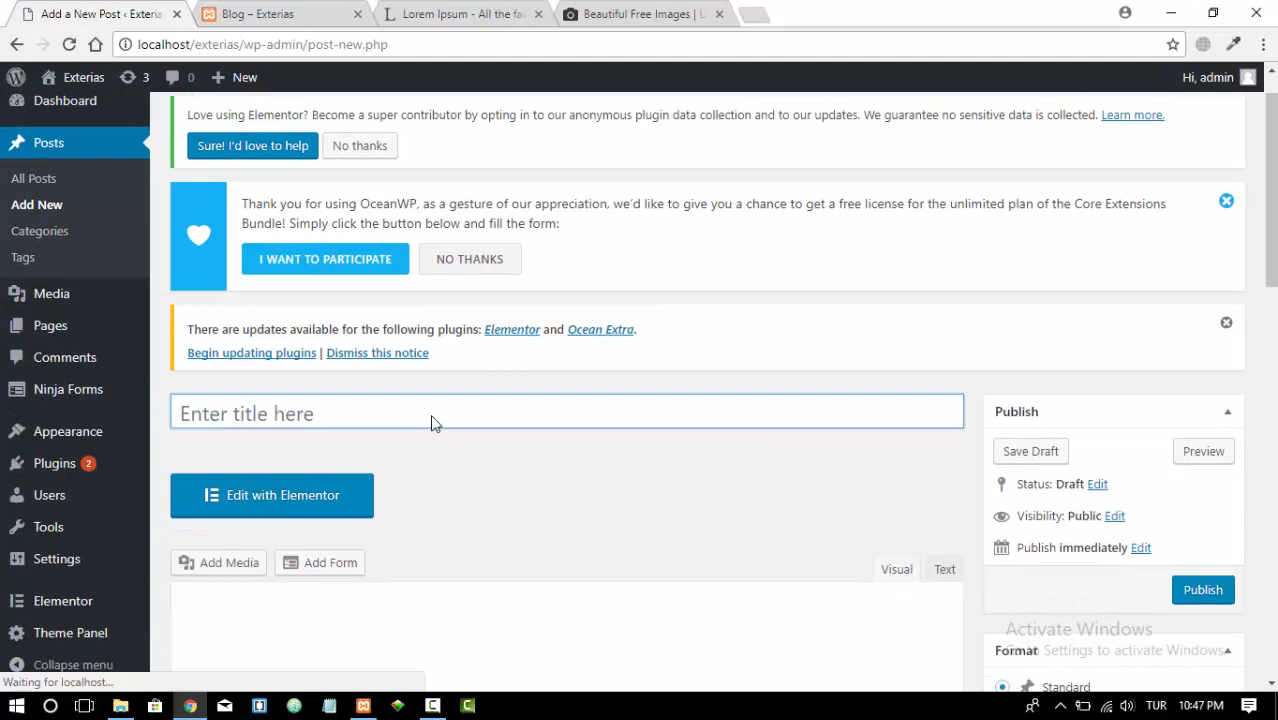 Add a New Post ‹ Exterias
Blog – Exterias
Lorem Ipsum - All the fac
Beautiful Free Images | U
localhost/exterias/wp-admin/post-new.php
Exterias
3
0
New
Hi, admin
Dashboard
Posts
All Posts
Add New
Categories
Tags
Media
Pages
Comments
Ninja Forms
Appearance
Plugins 2
Users
Tools
Settings
Elementor
Theme Panel
Collapse menu
Love using Elementor? Become a super contributor by opting in to our anonymous plugin data collection and to our updates. We guarantee no sensitive data is collected. Learn more.
Sure! I'd love to help
No thanks
Thank you for using OceanWP, as a gesture of our appreciation, we'd like to give you a chance to get a free license for the unlimited plan of the Core Extensions
Bundle! Simply click the button below and fill the form:
I WANT TO PARTICIPATE
NO THANKS
There are updates available for the following plugins: Elementor and Ocean Extra.
Begin updating plugins | Dismiss this notice
Enter title here
Edit with Elementor
Add Media
Add Form
Visual
Text
Publish
Save Draft
Preview
Status: Draft Edit
Visibility: Public Edit
Publish immediately Edit
Publish
Activate Windows
Format
to Settings to activate Windows.
Standard
Waiting for localhost...
TUR
10:47 PM